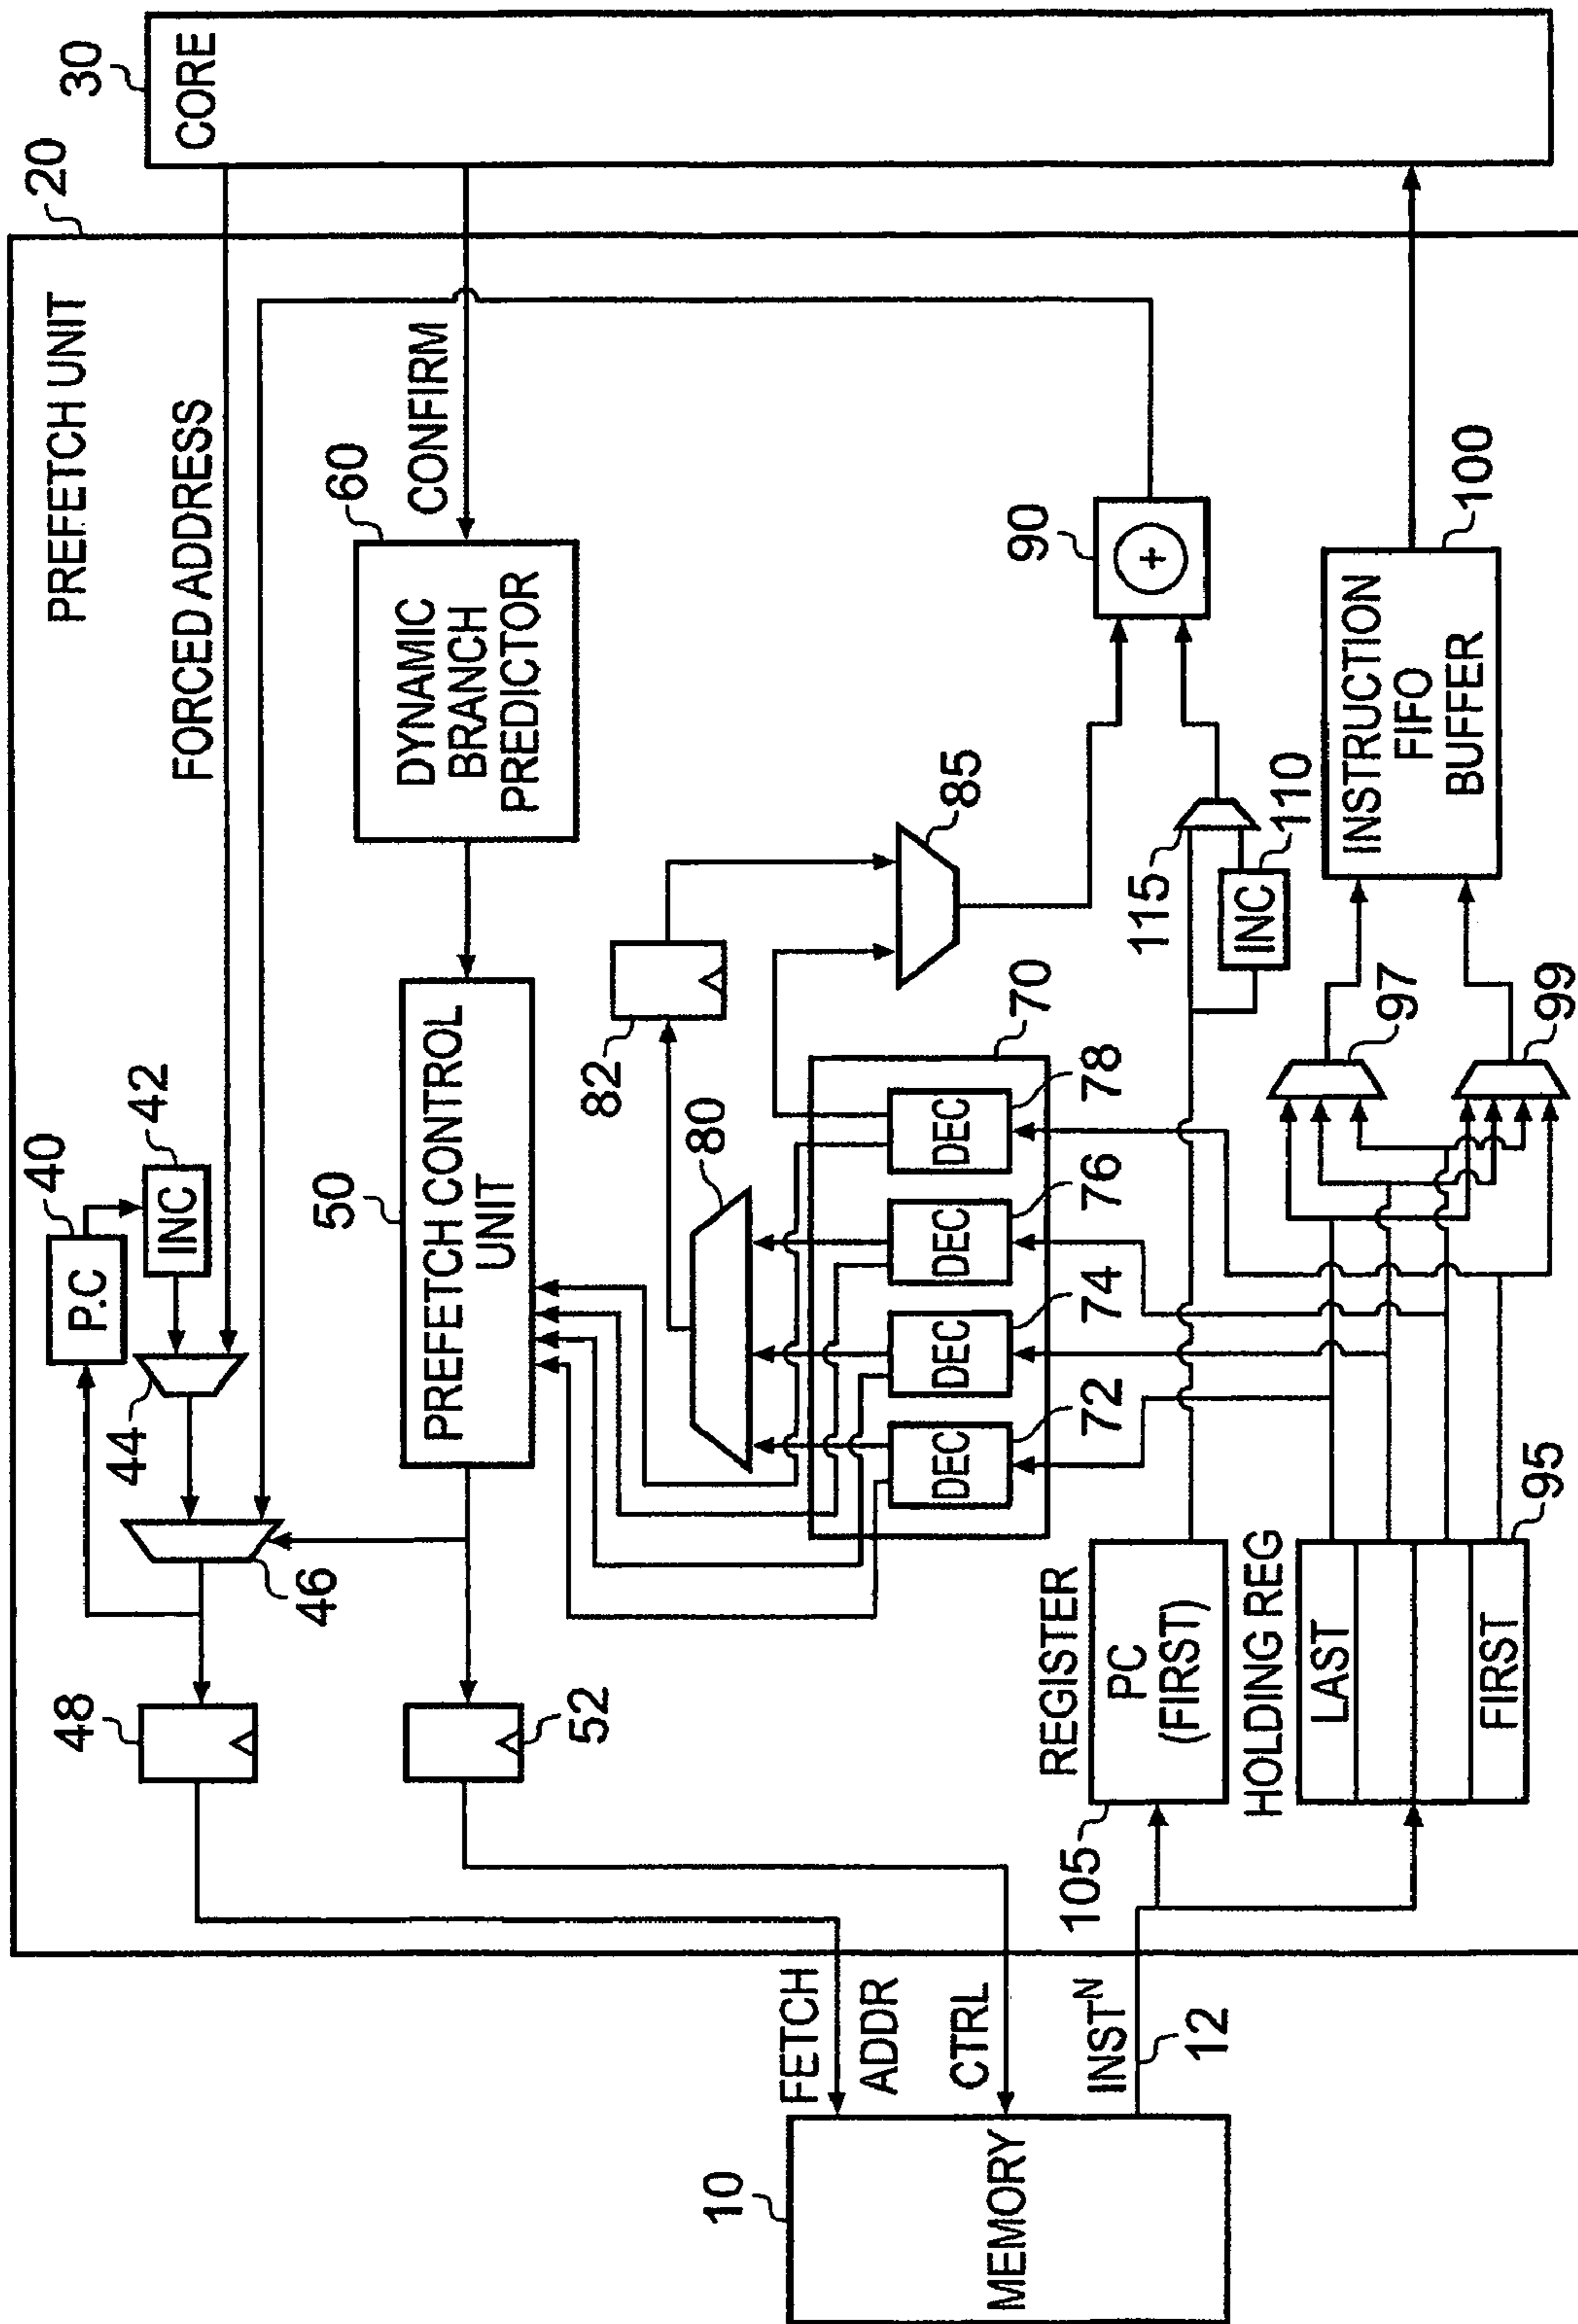 PREFETCH UNIT
20
30
CORE
FORCED ADDRESS
40
P.C
42
INC
44
46
48
CONFIRM
60
DYNAMIC
BRANCH
PREDICTOR
50
PREFETCH CONTROL
UNIT
52
FETCH
ADDR
CTRL
INST^N
12
10
MEMORY
82
85
80
70
DEC
72
DEC
74
DEC
76
DEC
78
90
+
REGISTER
PC
(FIRST)
105
115
INC
110
HOLDING REG
LAST
FIRST
95
97
99
INSTRUCTION
FIFO
BUFFER
100